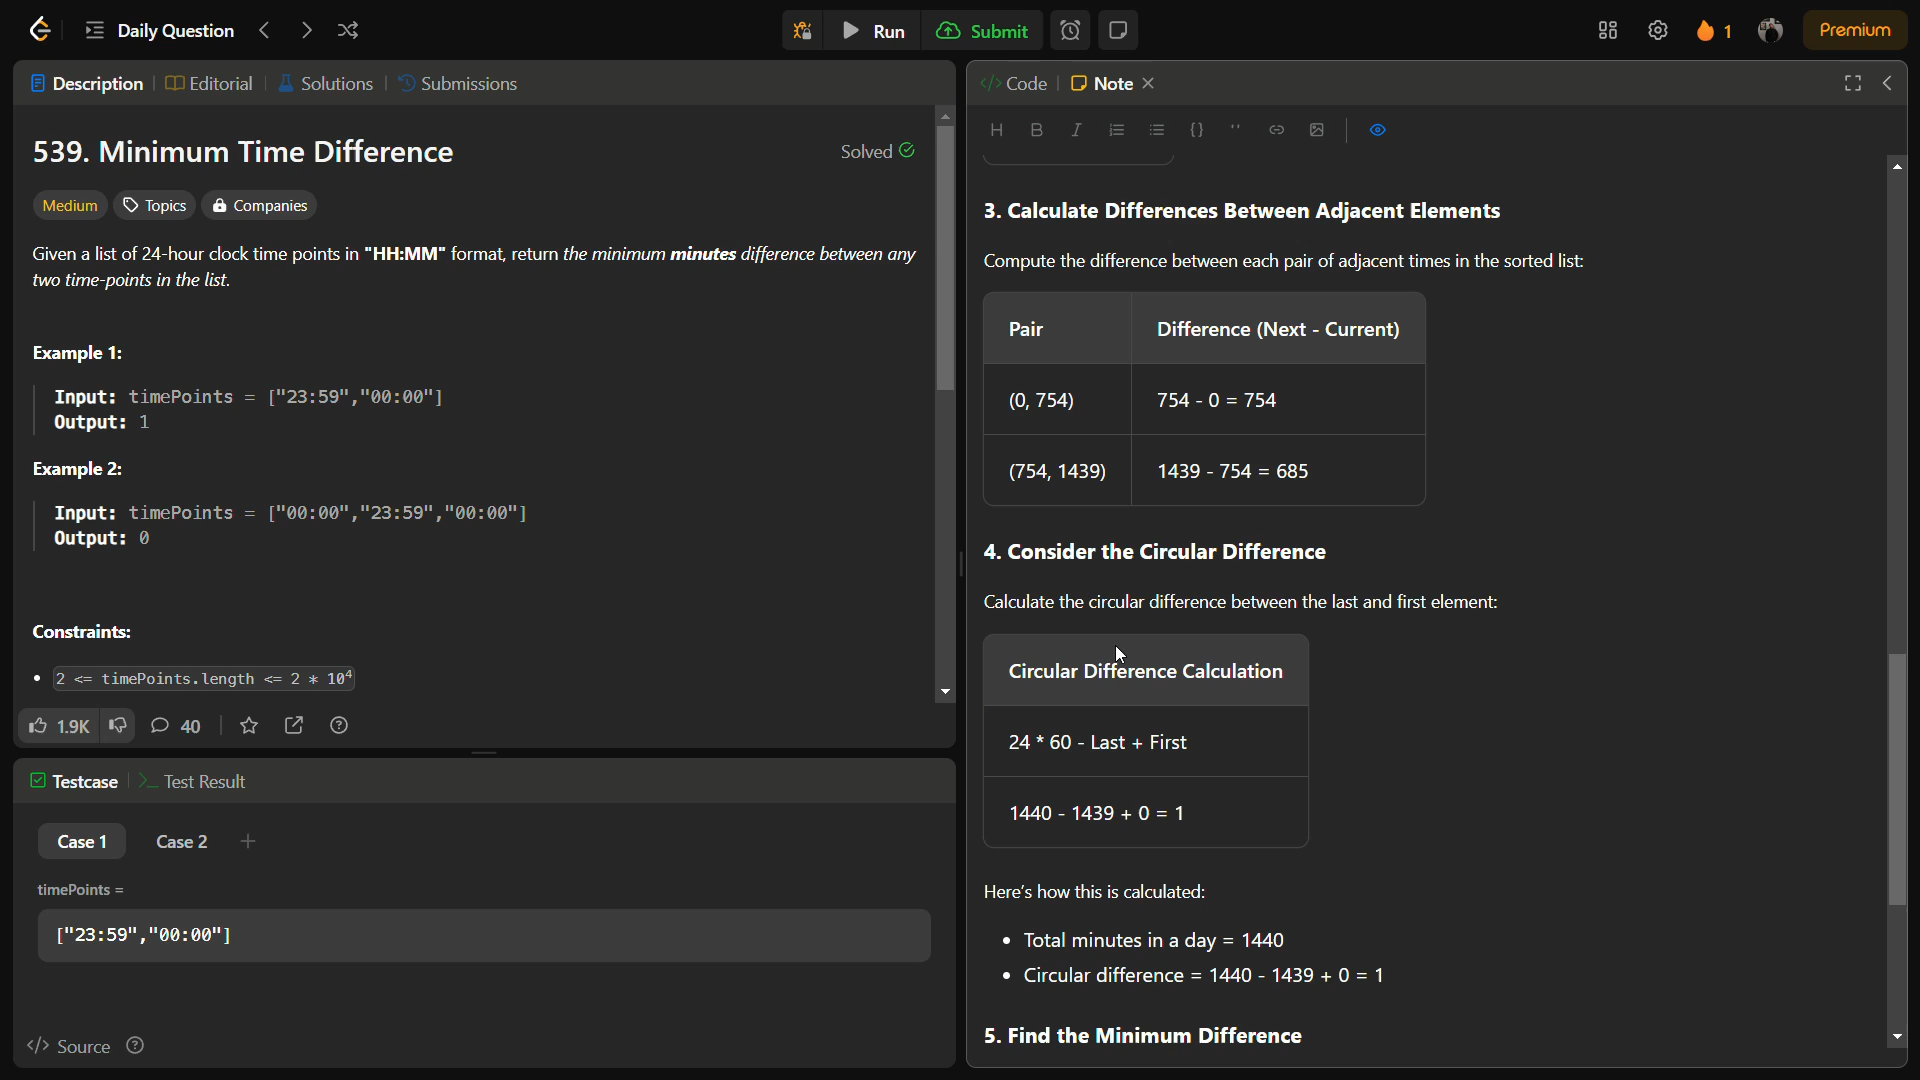 Daily Question
Run
Submit
1
Premium
Description
Editorial
Solutions
Submissions
539. Minimum Time Difference
Solved
Medium
Topics
Companies
Given a list of 24-hour clock time points in "HH:MM" format, return the minimum minutes difference between any
two time-points in the list.
Example 1:
Input: timePoints = ["23:59","00:00"]
Output: 1
Example 2:
Input: timePoints = ["00:00","23:59","00:00"]
Output: 0
Constraints:
• 2 <= timePoints.length <= 2 * 10⁴
1.9K
40
Testcase
Test Result
Case 1
Case 2
timePoints =
["23:59","00:00"]
Source
Code
Note
3. Calculate Differences Between Adjacent Elements
Compute the difference between each pair of adjacent times in the sorted list:
Pair Difference (Next - Current)
(0, 754) 754 - 0 = 754
(754, 1439) 1439 - 754 = 685
4. Consider the Circular Difference
Calculate the circular difference between the last and first element:
Circular Difference Calculation
24 * 60 - Last + First
1440 - 1439 + 0 = 1
Here's how this is calculated:
• Total minutes in a day = 1440
• Circular difference = 1440 - 1439 + 0 = 1
5. Find the Minimum Difference